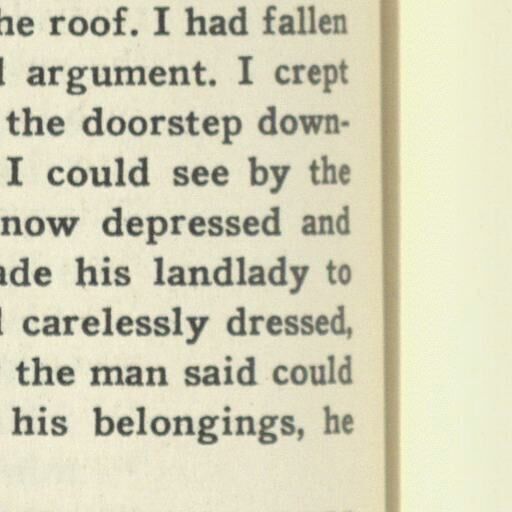 he roof. I had fallen
argument. I crept
the doorstep down-
I could see by the
now depressed and
ade his landlady to
carelessly dressed,
the man said could
his belongings, he